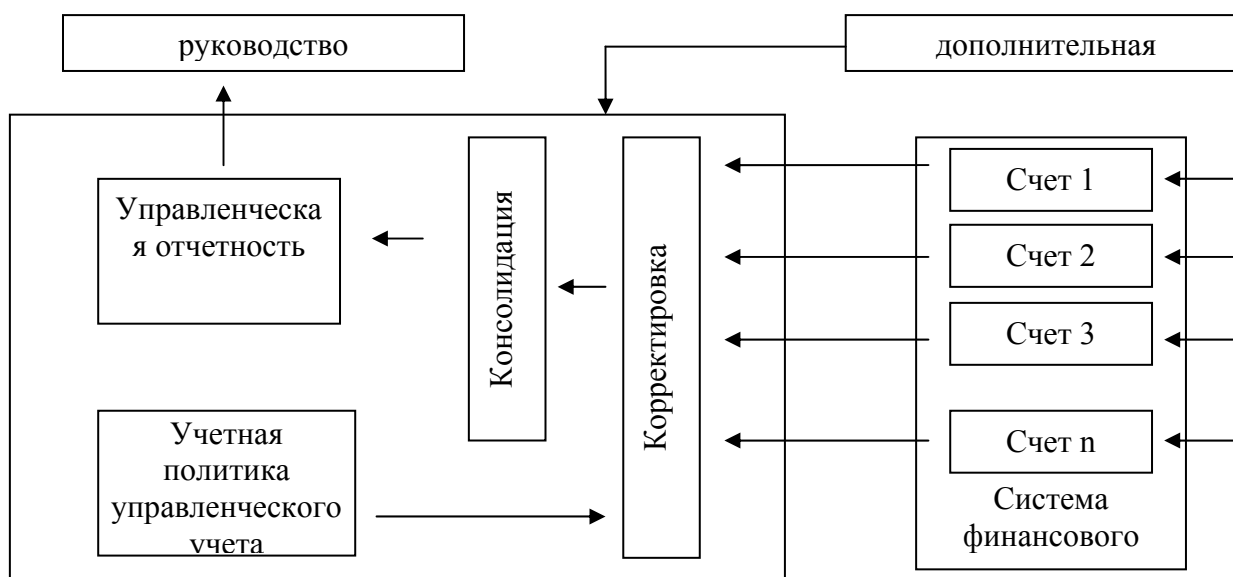 руководство
дополнительная
Управленческа
я отчетность
Консолидация
Корректировка
Счет 1
Счет 2
Счет 3
Счет n
Система
финансового
Учетная
политика
управленческого
учета